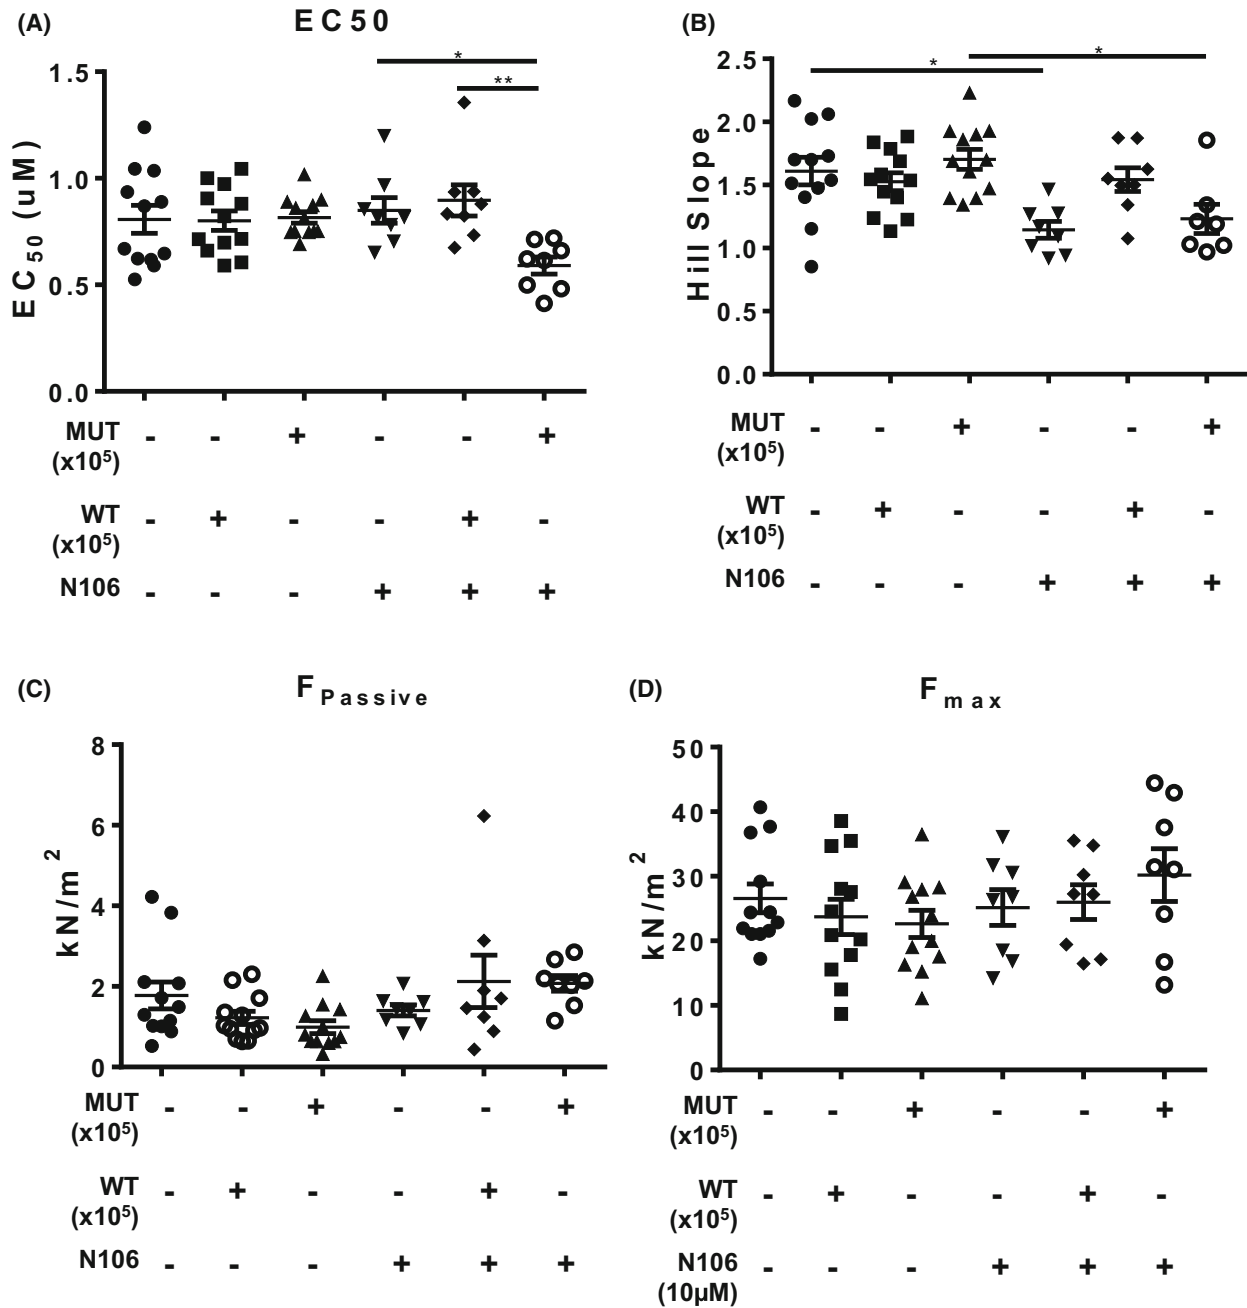 (A) EC50
EC₅₀ (uM)
1.5
1.0
0.5
0.0
*
**
MUT - - + - - +
(x10⁵)
WT - + - - + -
(x10⁵)
N106 - - - + + +
(B)
Hill Slope
2.5
2.0
1.5
1.0
0.5
0.0
*
*
MUT - - + - - +
(x10⁵)
WT - + - - + -
(x10⁵)
N106 - - - + + +
(C) F Passive
kN/m²
8
6
4
2
0
MUT - - + - - +
(x10⁵)
WT - + - - + -
(x10⁵)
N106 - - - + + +
(D) F max
kN/m²
50
40
30
20
10
0
MUT - - + - - +
(x10⁵)
WT - + - - + -
(x10⁵)
N106 - - - + + +
(10µM)